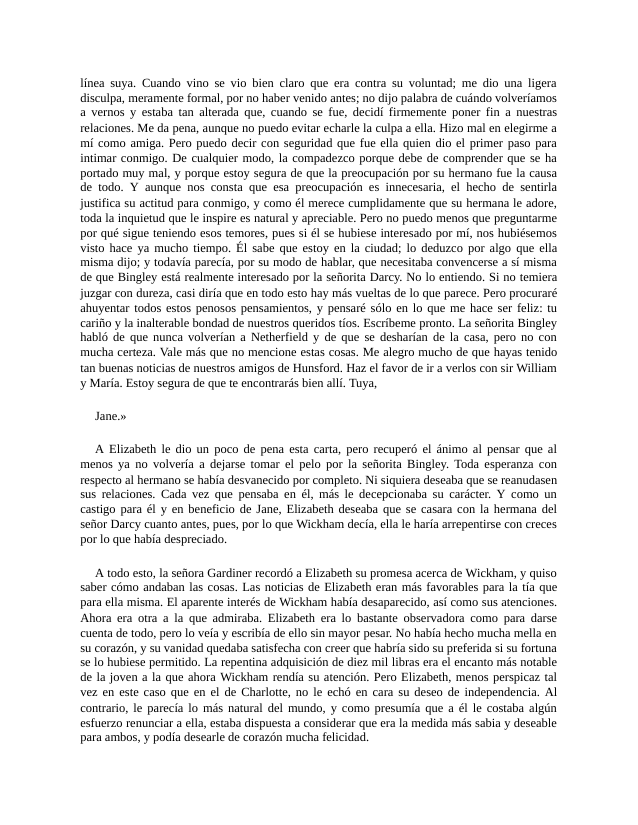 línea suya. Cuando vino se vio bien claro que era contra su voluntad; me dio una ligera
disculpa, meramente formal, por no haber venido antes; no dijo palabra de cuándo volveríamos
a vernos y estaba tan alterada que, cuando se fue, decidí firmemente poner fin a nuestras
relaciones. Me da pena, aunque no puedo evitar echarle la culpa a ella. Hizo mal en elegirme a
mí como amiga. Pero puedo decir con seguridad que fue ella quien dio el primer paso para
intimar conmigo. De cualquier modo, la compadezco porque debe de comprender que se ha
portado muy mal, y porque estoy segura de que la preocupación por su hermano fue la causa
de todo. Y aunque nos consta que esa preocupación es innecesaria, el hecho de sentirla
justifica su actitud para conmigo, y como él merece cumplidamente que su hermana le adore,
toda la inquietud que le inspire es natural y apreciable. Pero no puedo menos que preguntarme
por qué sigue teniendo esos temores, pues si él se hubiese interesado por mí, nos hubiésemos
visto hace ya mucho tiempo. Él sabe que estoy en la ciudad; lo deduzco por algo que ella
misma dijo; y todavía parecía, por su modo de hablar, que necesitaba convencerse a sí misma
de que Bingley está realmente interesado por la señorita Darcy. No lo entiendo. Si no temiera
juzgar con dureza, casi diría que en todo esto hay más vueltas de lo que parece. Pero procuraré
ahuyentar todos estos penosos pensamientos, y pensaré sólo en lo que me hace ser feliz: tu
cariño y la inalterable bondad de nuestros queridos tíos. Escríbeme pronto. La señorita Bingley
habló de que nunca volverían a Netherfield y de que se desharían de la casa, pero no con
mucha certeza. Vale más que no mencione estas cosas. Me alegro mucho de que hayas tenido
tan buenas noticias de nuestros amigos de Hunsford. Haz el favor de ir a verlos con sir William
y María. Estoy segura de que te encontrarás bien allí. Tuya,
Jane.»
A Elizabeth le dio un poco de pena esta carta, pero recuperó el ánimo al pensar que al
menos ya no volvería a dejarse tomar el pelo por la señorita Bingley. Toda esperanza con
respecto al hermano se había desvanecido por completo. Ni siquiera deseaba que se reanudasen
sus relaciones. Cada vez que pensaba en él, más le decepcionaba su carácter. Y como un
castigo para él y en beneficio de Jane, Elizabeth deseaba que se casara con la hermana del
señor Darcy cuanto antes, pues, por lo que Wickham decía, ella le haría arrepentirse con creces
por lo que había despreciado.
A todo esto, la señora Gardiner recordó a Elizabeth su promesa acerca de Wickham, y quiso
saber cómo andaban las cosas. Las noticias de Elizabeth eran más favorables para la tía que
para ella misma. El aparente interés de Wickham había desaparecido, así como sus atenciones.
Ahora era otra a la que admiraba. Elizabeth era lo bastante observadora como para darse
cuenta de todo, pero lo veía y escribía de ello sin mayor pesar. No había hecho mucha mella en
su corazón, y su vanidad quedaba satisfecha con creer que habría sido su preferida si su fortuna
se lo hubiese permitido. La repentina adquisición de diez mil libras era el encanto más notable
de la joven a la que ahora Wickham rendía su atención. Pero Elizabeth, menos perspicaz tal
vez en este caso que en el de Charlotte, no le echó en cara su deseo de independencia. Al
contrario, le parecía lo más natural del mundo, y como presumía que a él le costaba algún
esfuerzo renunciar a ella, estaba dispuesta a considerar que era la medida más sabia y deseable
para ambos, y podía desearle de corazón mucha felicidad.